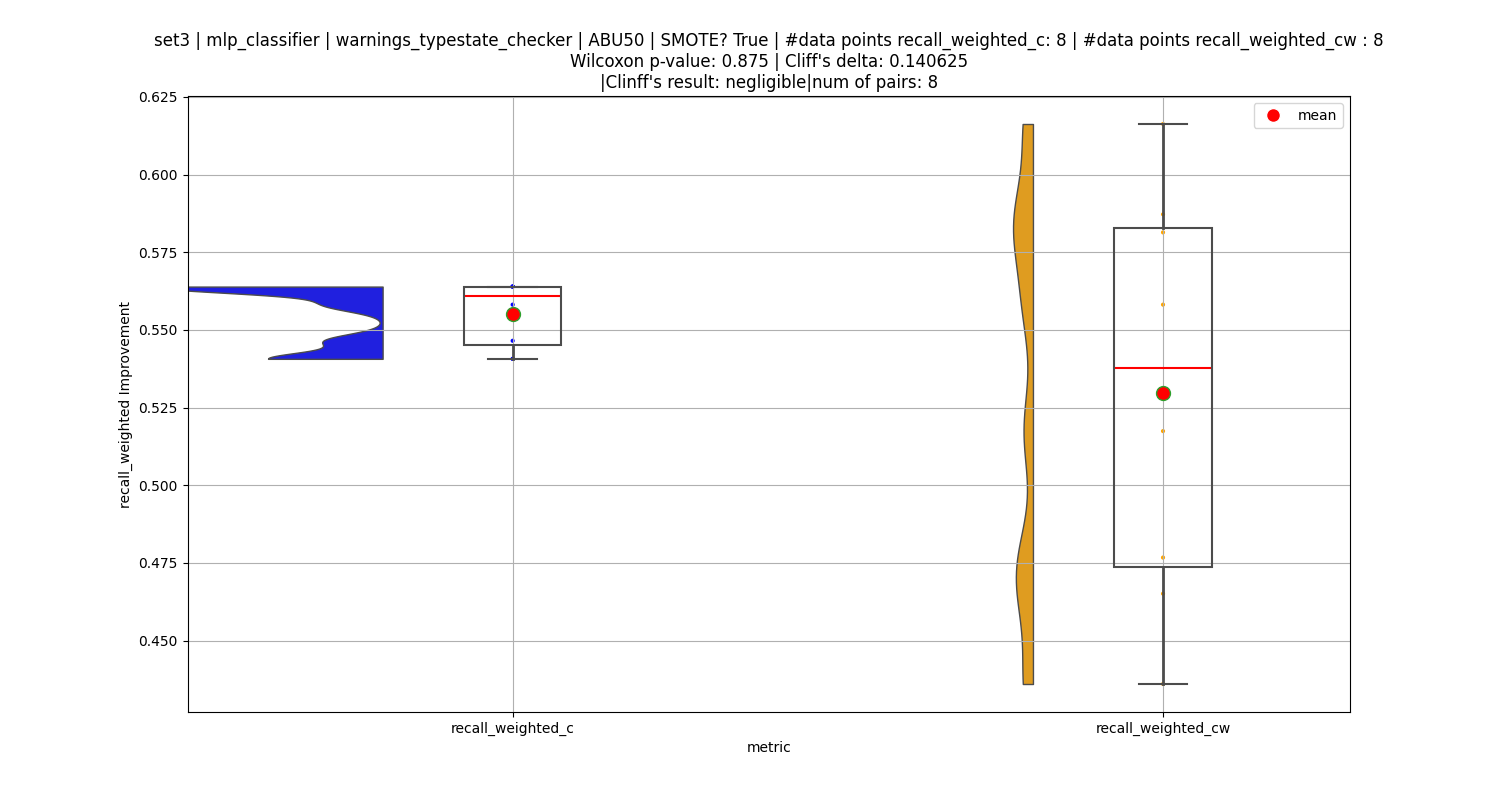 set3 | mlp_classifier | warnings_typestate_checker | ABU50 | SMOTE? True | #data points recall_weighted_c: 8 | #data points recall_weighted_cw : 8
Wilcoxon p-value: 0.875 | Cliff's delta: 0.140625
|Clinff's result: negligible|num of pairs: 8
mean
0.625
0.600
0.575
0.550
0.525
0.500
0.475
0.450
recall_weighted Improvement
recall_weighted_c
recall_weighted_cw
metric